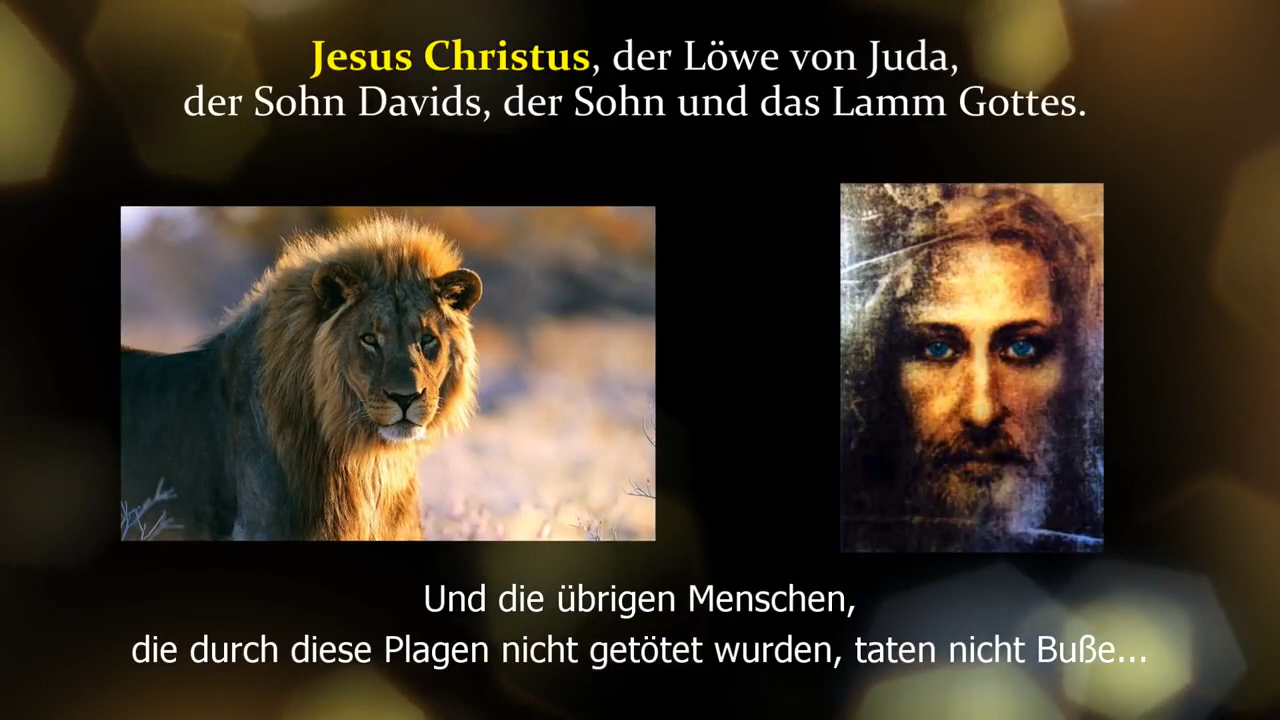 Jesus Christus, der Löwe von Juda,
der Sohn Davids, der Sohn und das Lamm Gottes.
Und die übrigen Menschen,
die durch diese Plagen nicht getötet wurden, taten nicht Buße...